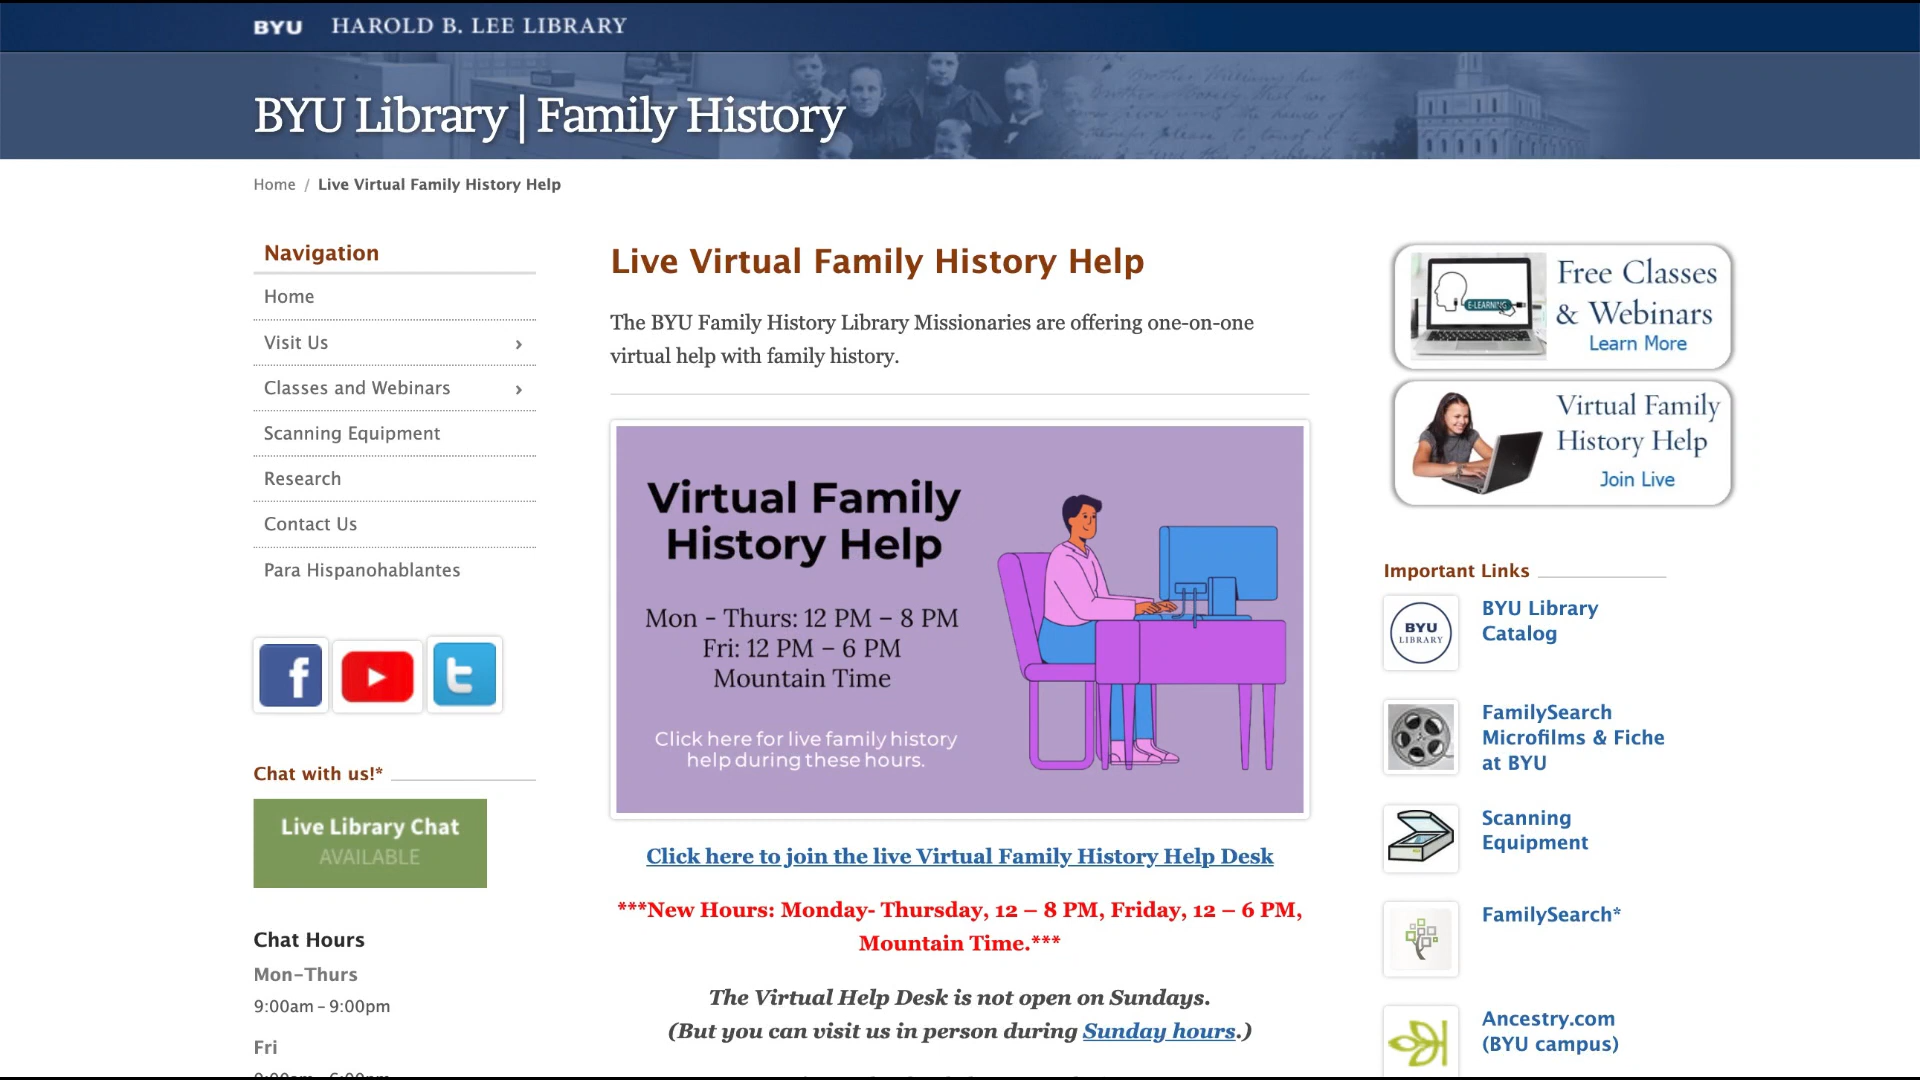 BYU HAROLD B. LEE LIBRARY
BYU Library | Family History
Home / Live Virtual Family History Help
Navigation
Home
Visit Us
Classes and Webinars
Scanning Equipment
Research
Contact Us
Para Hispanohablantes
Chat with us!*
Live Library Chat
AVAILABLE
Chat Hours
Mon–Thurs
9:00am – 9:00pm
Fri
Live Virtual Family History Help
The BYU Family History Library Missionaries are offering one-on-one
virtual help with family history.
Virtual Family
History Help
Mon - Thurs: 12 PM – 8 PM
Fri: 12 PM – 6 PM
Mountain Time
Click here for live family history
help during these hours.
Click here to join the live Virtual Family History Help Desk
***New Hours: Monday- Thursday, 12 – 8 PM, Friday, 12 – 6 PM,
Mountain Time.***
The Virtual Help Desk is not open on Sundays.
(But you can visit us in person during Sunday hours.)
E-LEARNING
Free Classes
& Webinars
Learn More
Virtual Family
History Help
Join Live
Important Links
BYU
LIBRARY
BYU Library
Catalog
FamilySearch
Microfilms & Fiche
at BYU
Scanning
Equipment
FamilySearch*
Ancestry.com
(BYU campus)